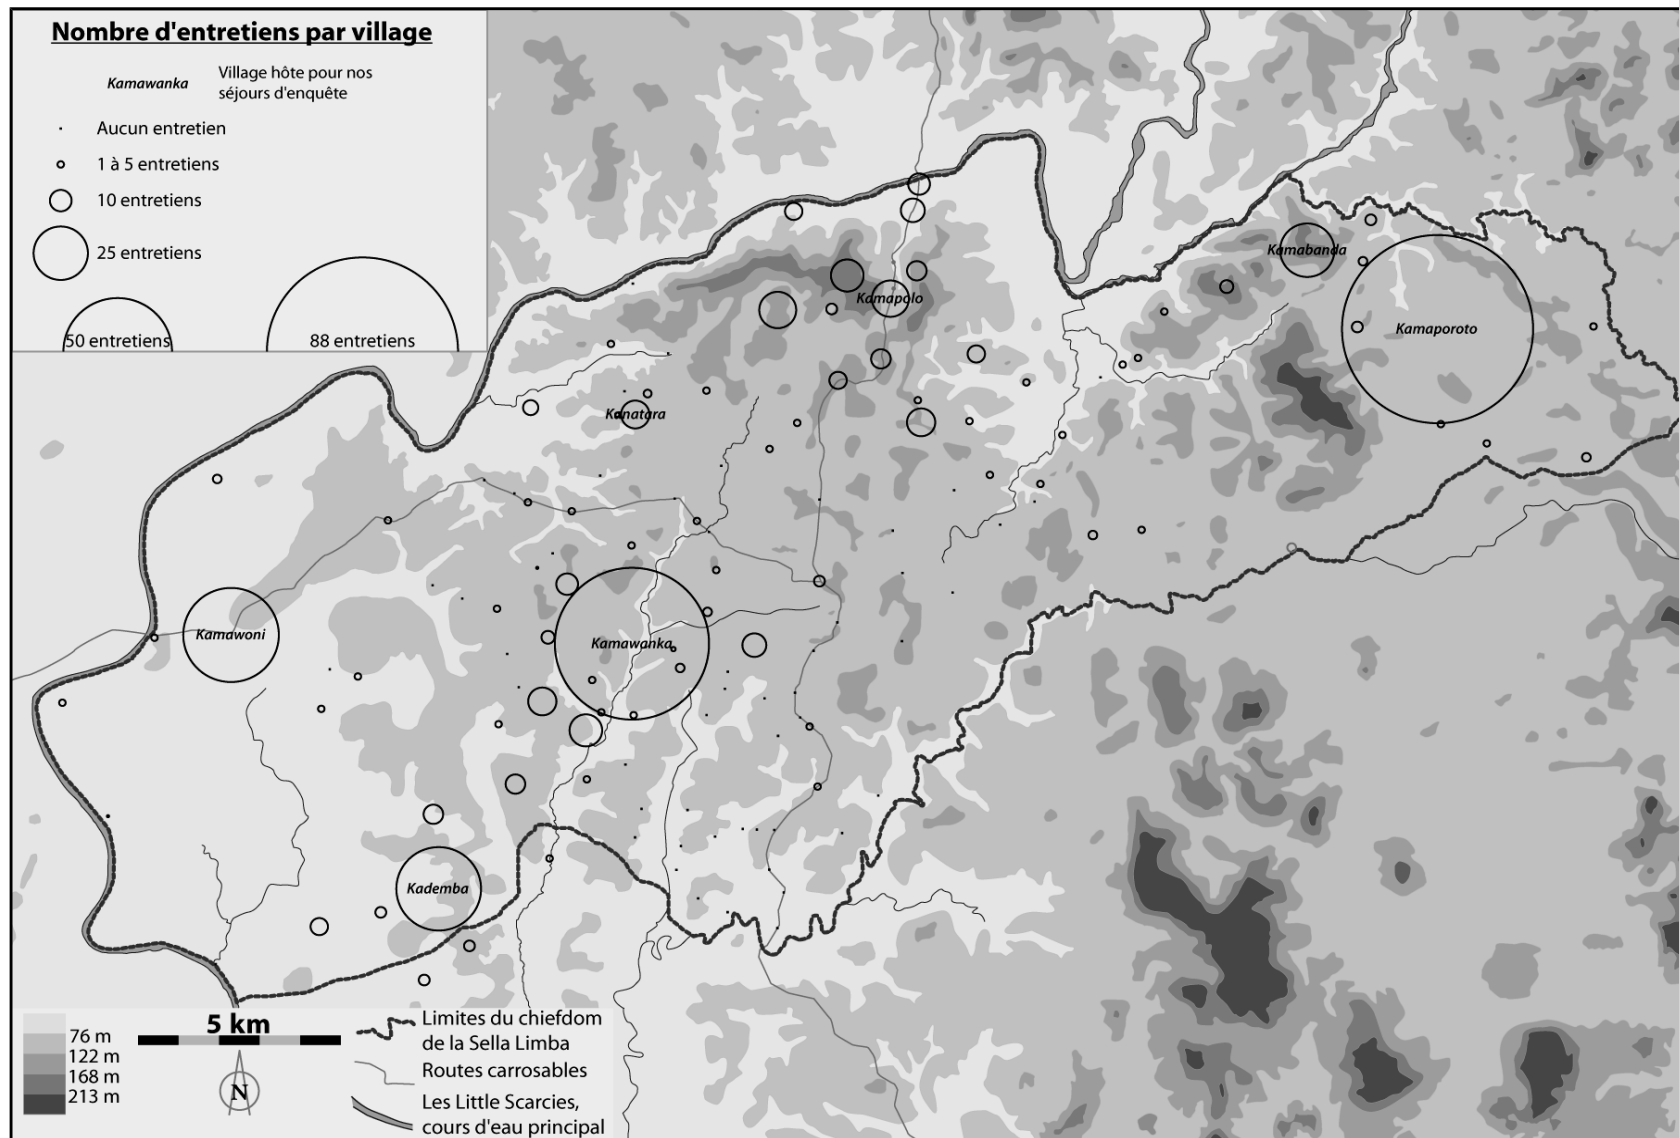 Nombre d'entretiens par village
Kamawanka
Village hôte pour nos
séjours d'enquête
Aucun entretien
1 à 5 entretiens
10 entretiens
25 entretiens
50 entretiens
88 entretiens
Kamabanda
Kamapolo
Kamaporoto
Kanatara
Kamawoni
Kamawanka
Kademba
76 m
122 m
168 m
213 m
5 km
N
Limites du chiefdom
de la Sella Limba
Routes carrosables
Les Little Scarcies,
cours d'eau principal